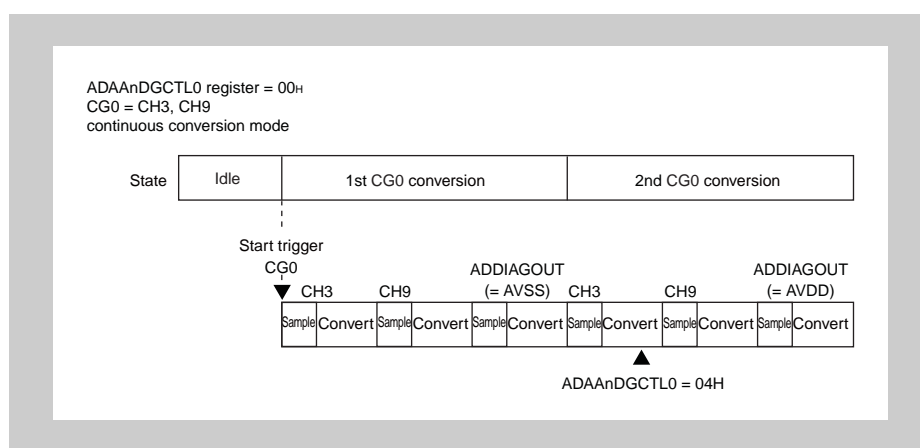 ADAAnDGCTL0 register = 00H
CG0 = CH3, CH9
continuous conversion mode
State
Idle
1st CG0 conversion
2nd CG0 conversion
Start trigger
CG0
ADDIAGOUT
(= AVSS)
ADDIAGOUT
(= AVDD)
CH3
CH9
CH3
CH9
Sample Convert Sample Convert Sample Convert Sample Convert Sample Convert Sample Convert
ADAAnDGCTL0 = 04H